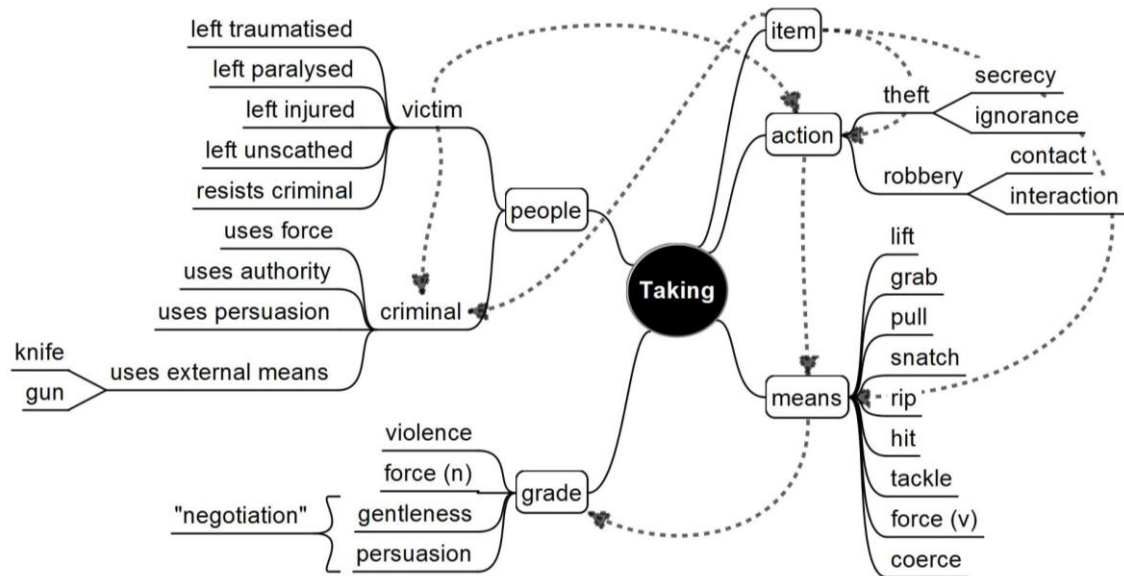 Taking
people
victim
left traumatised
left paralysed
left injured
left unscathed
resists criminal
criminal
uses force
uses authority
uses persuasion
uses external means
knife
gun
item
action
theft
secrecy
ignorance
robbery
contact
interaction
means
lift
grab
pull
snatch
rip
hit
tackle
force (v)
coerce
grade
violence
force (n)
gentleness
persuasion
"negotiation"